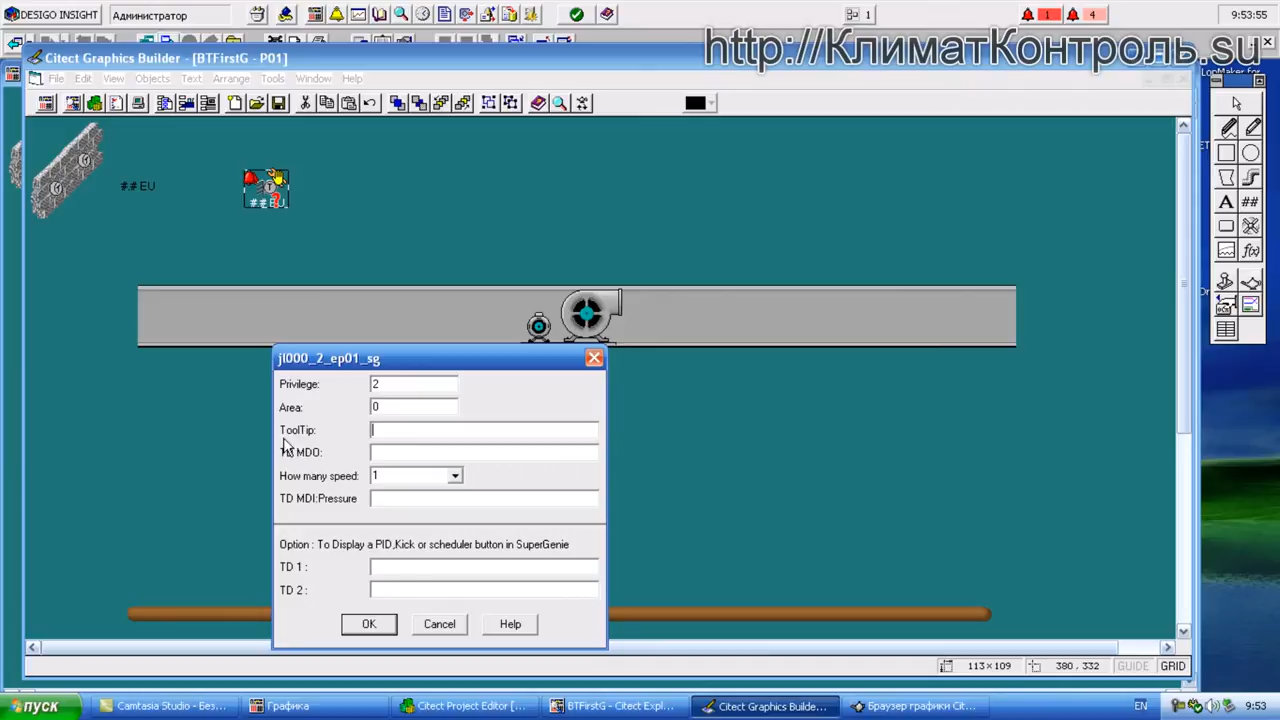 DESIGO INSIGHT
Администратор
1
1
4
9:53:55
http://КлиматКонтроль.su
Citect Graphics Builder - [BTFirstG - P01]
File Edit View Objects Text Arrange Tools Window Help
##EU
##EU
A
##
f(x)
jl000_2_ep01_sg
Privilege: 2
Area: 0
ToolTip:
MDO:
How many speed: 1
TD MDI:Pressure
Option : To Display a PID,Kick or scheduler button in SuperGenie
TD 1 :
TD 2 :
OK Cancel Help
113×109 380, 332 GUIDE GRID
пуск
Camtasia Studio - Без...
Графика
Citect Project Editor [...
BTFirstG - Citect Expl...
Citect Graphics Builde...
Браузер графики Cit...
EN
9:53